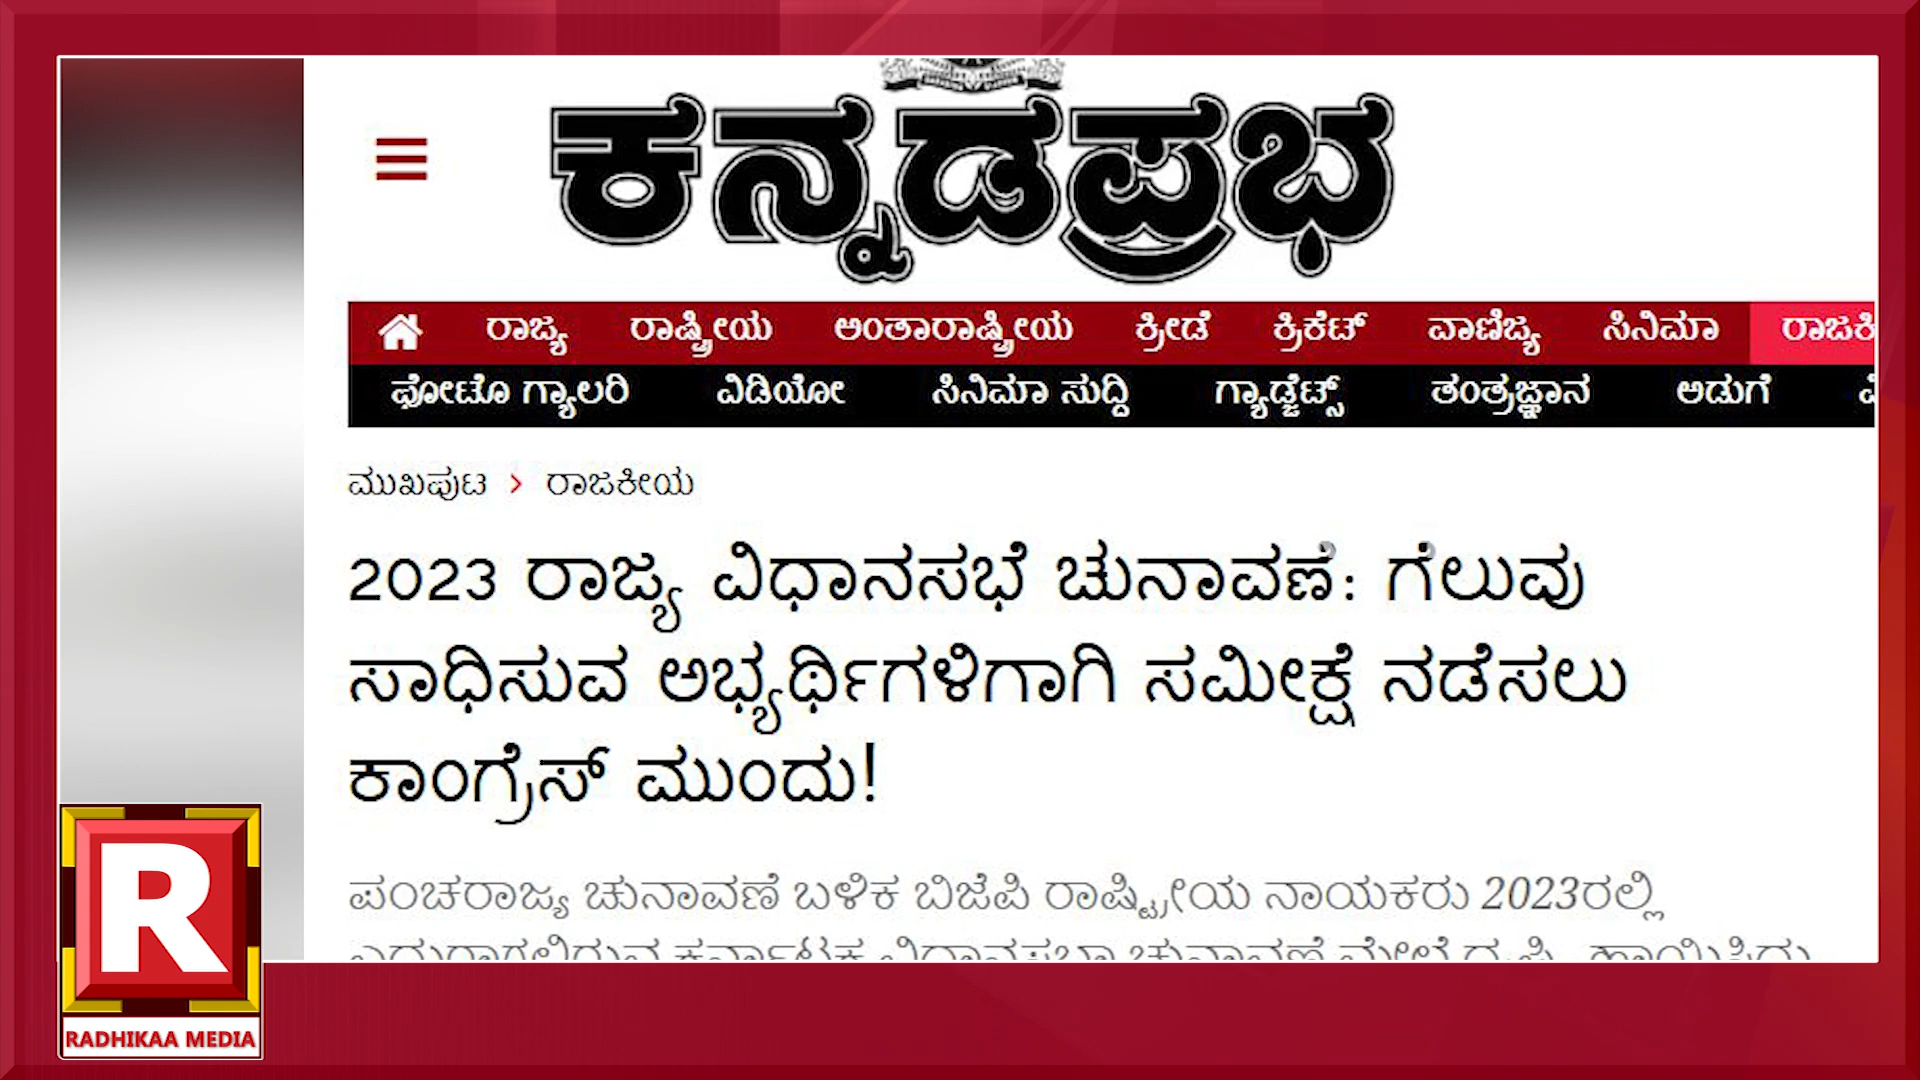 ಕನ್ನಡಪ್ರಭ
ರಾಜ್ಯ ರಾಷ್ಟ್ರೀಯ ಅಂತಾರಾಷ್ಟ್ರೀಯ ಕ್ರೀಡೆ ಕ್ರಿಕೆಟ್ ವಾಣಿಜ್ಯ ಸಿನಿಮಾ ರಾಜಕೀ
ಫೋಟೊ ಗ್ಯಾಲರಿ ವಿಡಿಯೋ ಸಿನಿಮಾ ಸುದ್ದಿ ಗ್ಯಾಡ್ಜೆಟ್ಸ್ ತಂತ್ರಜ್ಞಾನ ಅಡುಗೆ
ಮುಖಪುಟ > ರಾಜಕೀಯ
2023 ರಾಜ್ಯ ವಿಧಾನಸಭೆ ಚುನಾವಣೆ: ಗೆಲುವು
ಸಾಧಿಸುವ ಅಭ್ಯರ್ಥಿಗಳಿಗಾಗಿ ಸಮೀಕ್ಷೆ ನಡೆಸಲು
ಕಾಂಗ್ರೆಸ್ ಮುಂದು!
ಪಂಚರಾಜ್ಯ ಚುನಾವಣೆ ಬಳಿಕ ಬಿಜೆಪಿ ರಾಷ್ಟ್ರೀಯ ನಾಯಕರು 2023ರಲ್ಲಿ
R
RADHIKAA MEDIA